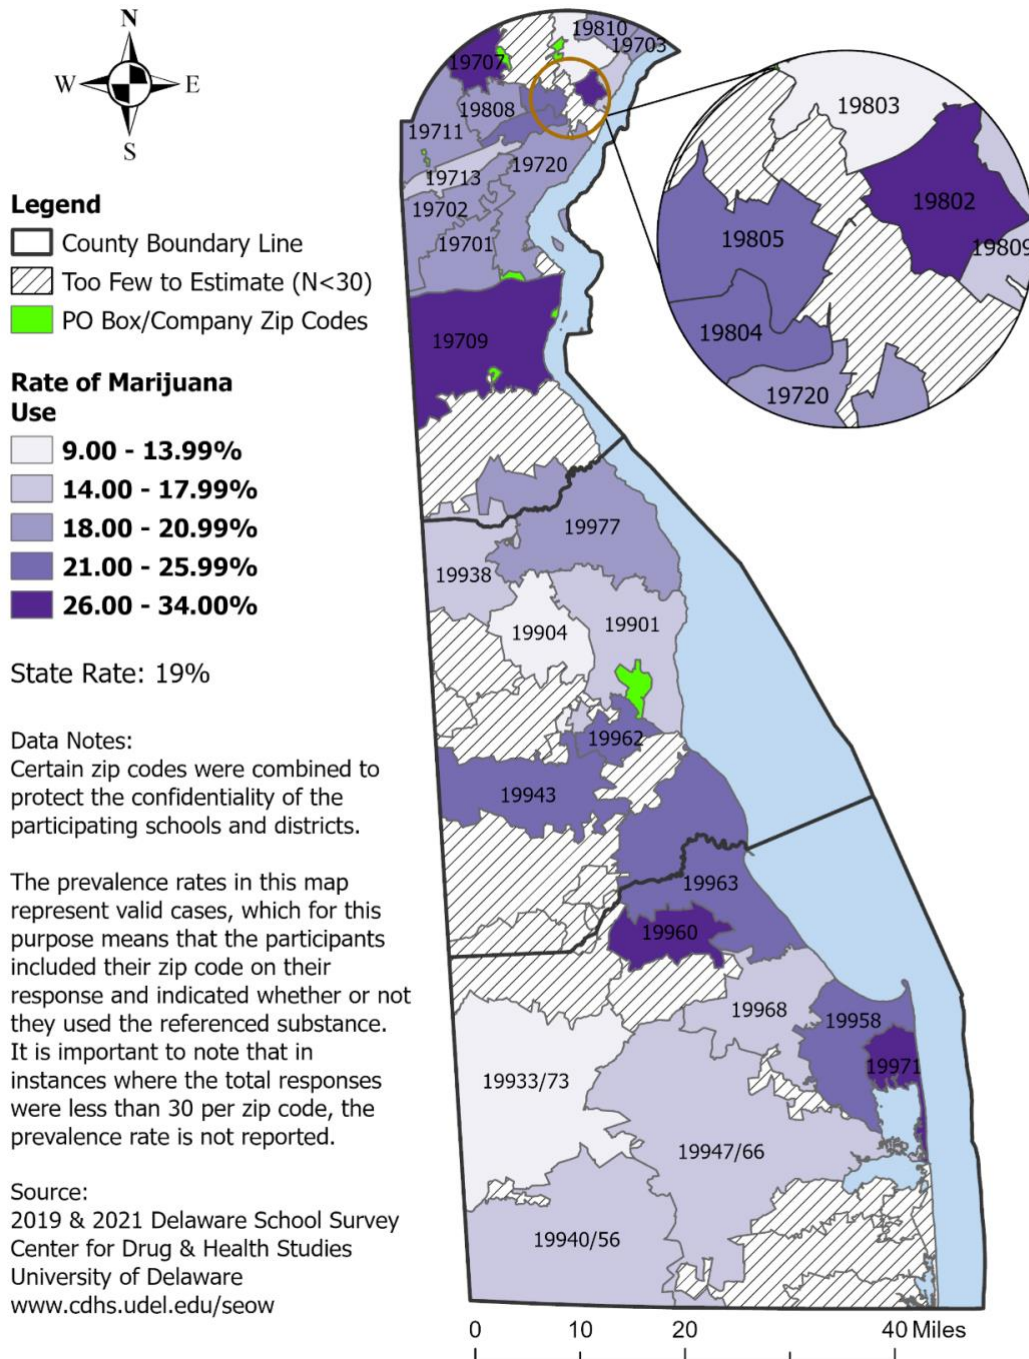 N
W E
S
Legend
County Boundary Line
Too Few to Estimate (N<30)
PO Box/Company Zip Codes
Rate of Marijuana
Use
9.00 - 13.99%
14.00 - 17.99%
18.00 - 20.99%
21.00 - 25.99%
26.00 - 34.00%
State Rate: 19%
Data Notes:
Certain zip codes were combined to
protect the confidentiality of the
participating schools and districts.
The prevalence rates in this map
represent valid cases, which for this
purpose means that the participants
included their zip code on their
response and indicated whether or not
they used the referenced substance.
It is important to note that in
instances where the total responses
were less than 30 per zip code, the
prevalence rate is not reported.
Source:
2019 & 2021 Delaware School Survey
Center for Drug & Health Studies
University of Delaware
www.cdhs.udel.edu/seow
19810
19703
19707
19808
19711
19720
19713
19702
19701
19709
19977
19938
19904
19901
19962
19943
19963
19960
19968
19958
19971
19933/73
19947/66
19940/56
19803
19802
19805
19809
19804
19720
0 10 20 40 Miles